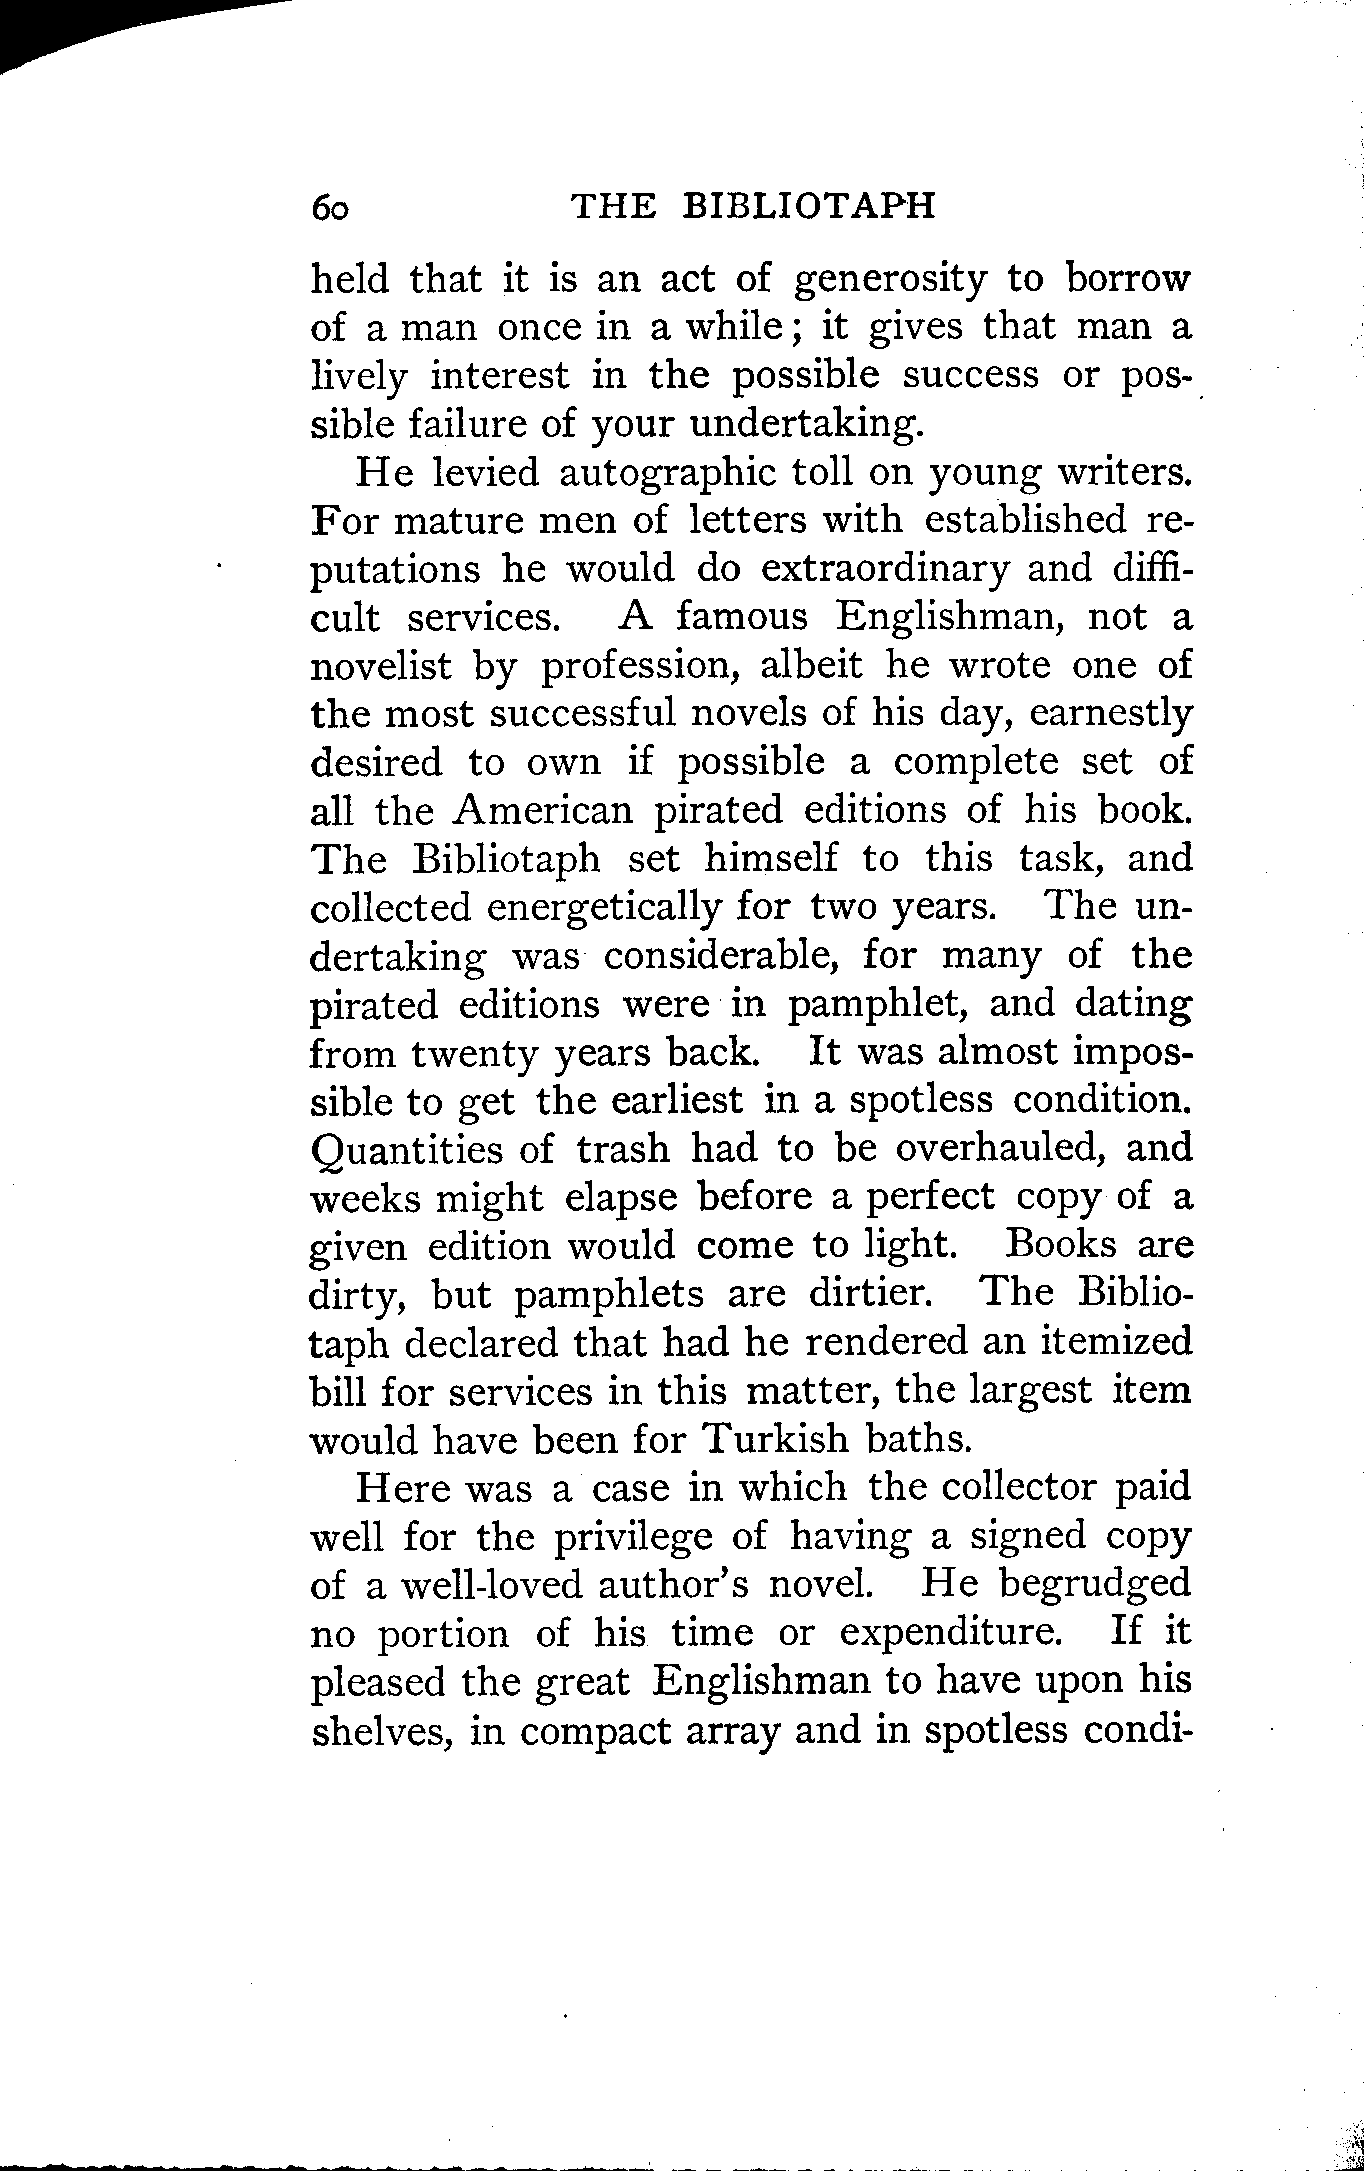 60 THE BIBLIOTAPH
held that it is an act of generosity to borrow
of a man once in a while; it gives that man a
lively interest in the possible success or pos-
sible failure of your undertaking.
He levied autographic toll on young writers.
For mature men of letters with established re-
putations he would do extraordinary and diffi-
cult services. A famous Englishman, not a
novelist by profession, albeit he wrote one of
the most successful novels of his day, earnestly
desired to own if possible a complete set of
all the American pirated editions of his book.
The Bibliotaph set himself to this task, and
collected energetically for two years. The un-
dertaking was considerable, for many of the
pirated editions were in pamphlet, and dating
from twenty years back. It was almost impos-
sible to get the earliest in a spotless condition.
Quantities of trash had to be overhauled, and
weeks might elapse before a perfect copy of a
given edition would come to light. Books are
dirty, but pamphlets are dirtier. The Biblio-
taph declared that had he rendered an itemized
bill for services in this matter, the largest item
would have been for Turkish baths.
Here was a case in which the collector paid
well for the privilege of having a signed copy
of a well-loved author's novel. He begrudged
no portion of his time or expenditure. If it
pleased the great Englishman to have upon his
shelves, in compact array and in spotless condi-